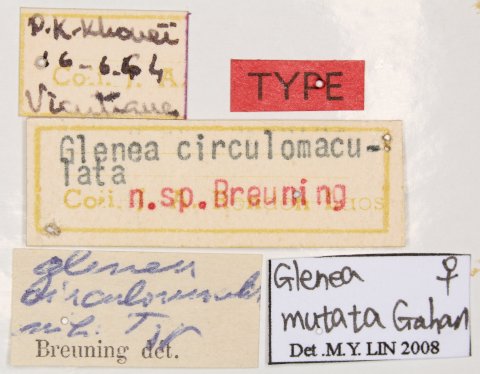 P.K. Khouei
16-6.64
Vientiane
TYPE
Glenea circulomacu-
lata
n.sp. Breuning
glenea
Breuning det.
Glenea ♀
mutata Gahan
Det .M.Y. LIN 2008